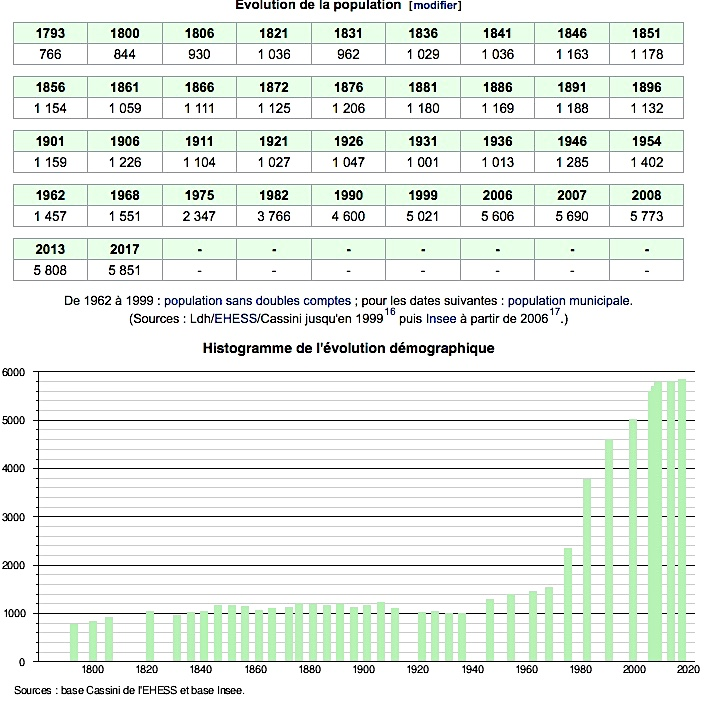 Évolution de la population [modifier]
1793 1800 1806 1821 1831 1836 1841 1846 1851
766 844 930 1 036 962 1 029 1 036 1 163 1 178
1856 1861 1866 1872 1876 1881 1886 1891 1896
1 154 1 059 1 111 1 125 1 206 1 180 1 169 1 188 1 132
1901 1906 1911 1921 1926 1931 1936 1946 1954
1 159 1 226 1 104 1 027 1 047 1 001 1 013 1 285 1 402
1962 1968 1975 1982 1990 1999 2006 2007 2008
1 457 1 551 2 347 3 766 4 600 5 021 5 606 5 690 5 773
2013 2017 - - - - - - -
5 808 5 851 - - - - - - -
De 1962 à 1999 : population sans doubles comptes ; pour les dates suivantes : population municipale.
(Sources : Ldh/EHESS/Cassini jusqu'en 1999 16 puis Insee à partir de 2006 17.)
Histogramme de l'évolution démographique
6000
5000
4000
3000
2000
1000
0
1800 1820 1840 1860 1880 1900 1920 1940 1960 1980 2000 2020
Sources : base Cassini de l'EHESS et base Insee.